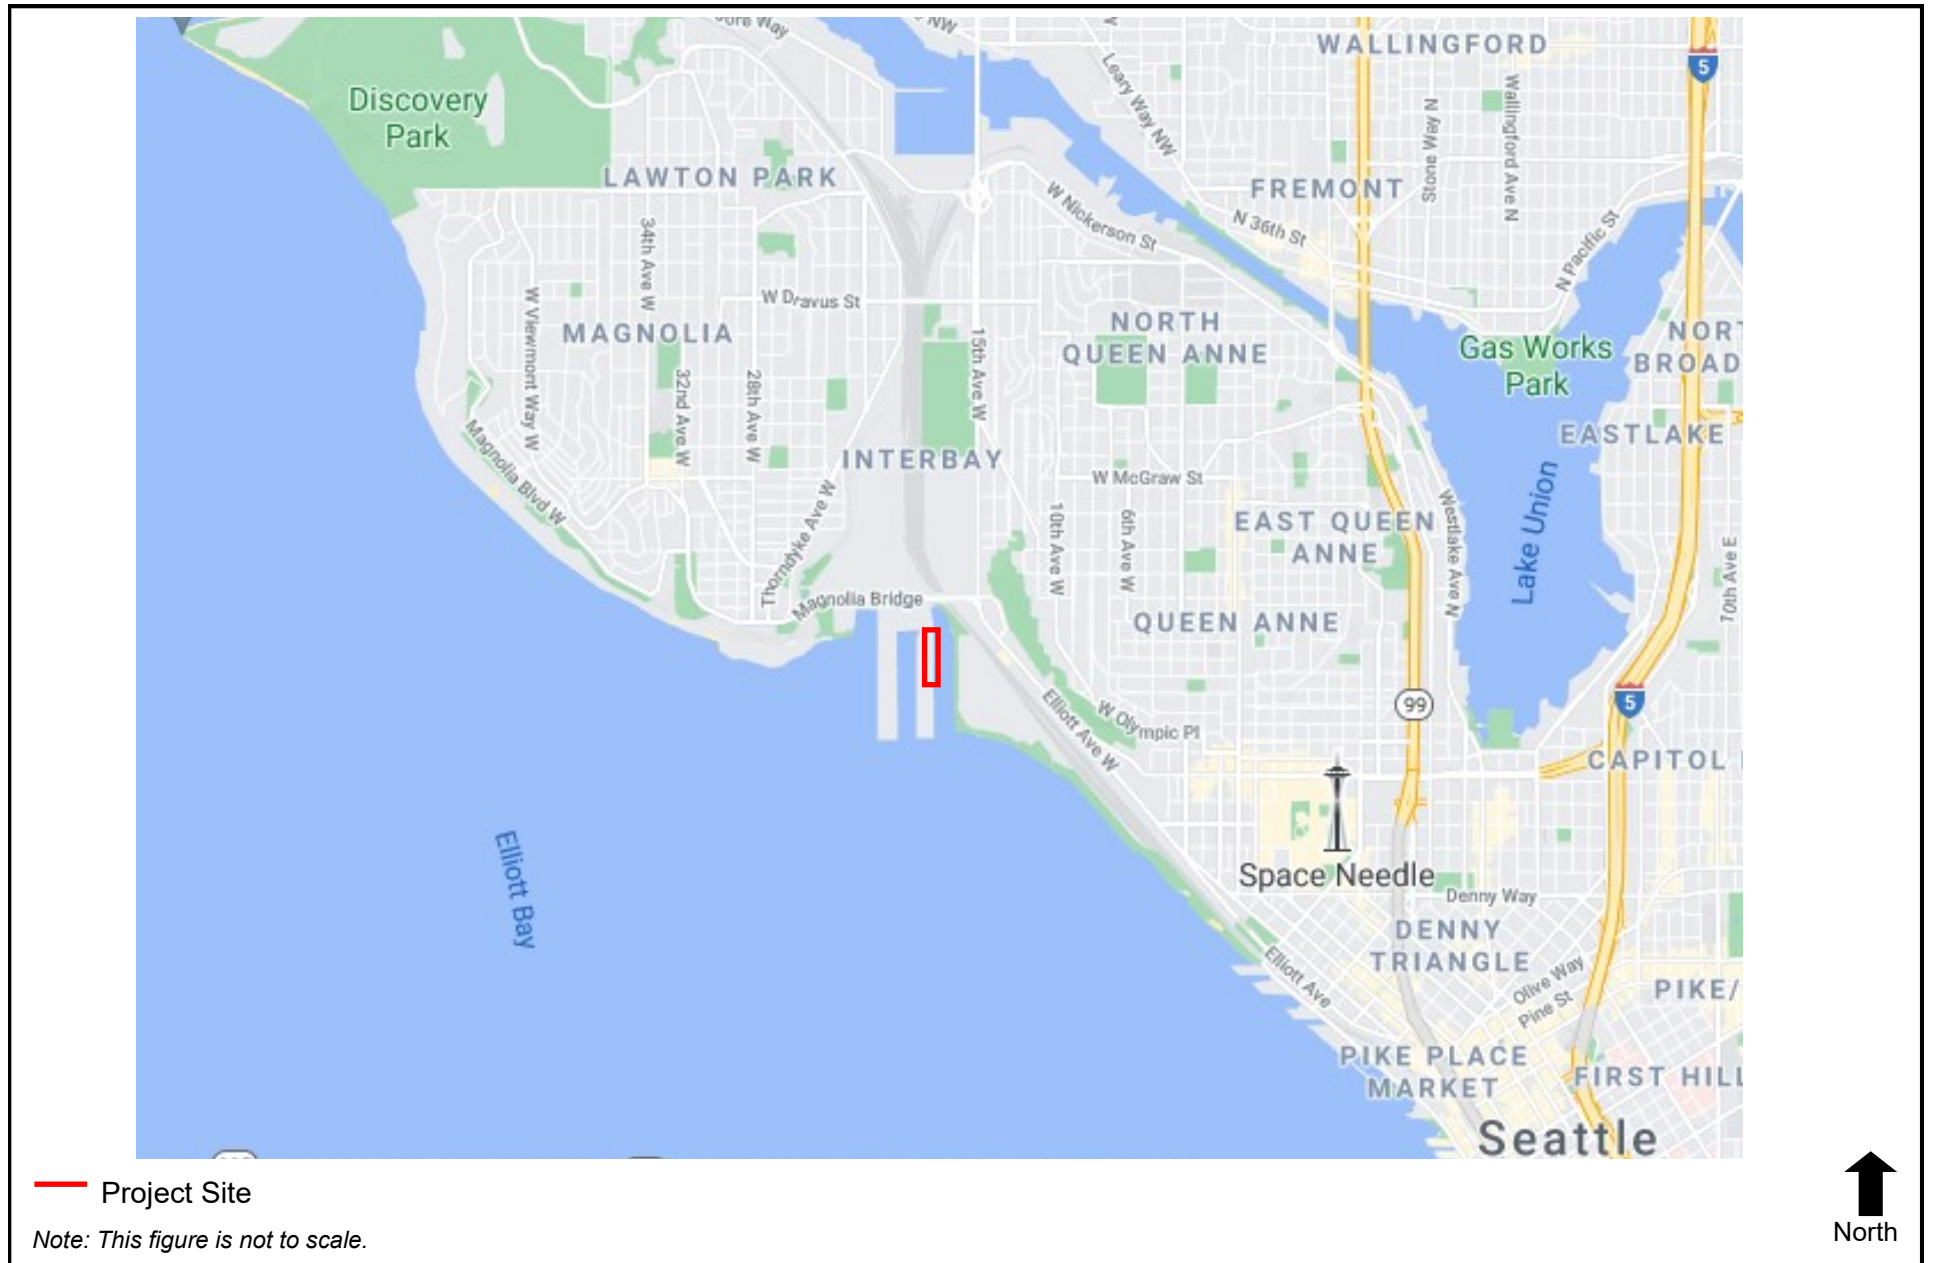 WALLINGFORD
5
Leary Way NW
Stone Way N
Wallingford Ave N
Discovery
Park
LAWTON PARK
FREMONT
W Nickerson St
N 36th St
N Pacific St
34th Ave W
W Viewmont Way W
W Dravus St
MAGNOLIA
15th Ave W
NORTH
QUEEN ANNE
Gas Works
Park
NORT
BROAD
32nd Ave W
28th Ave W
Magnolia Blvd W
INTERBAY
EASTLAKE
W McGraw St
10th Ave W
6th Ave W
EAST QUEEN
ANNE
Westlake Ave N
Lake Union
10th Ave E
Thorndyke Ave W
Magnolia Bridge
QUEEN ANNE
Elliott Ave W
W Olympic Pl
99
5
CAPITOL
Elliott Bay
Space Needle
Denny Way
DENNY
TRIANGLE
Elliott Ave
Olive Way
Pine St
PIKE/
PIKE PLACE
MARKET
FIRST HILL
Seattle
Project Site
Note: This figure is not to scale.
North